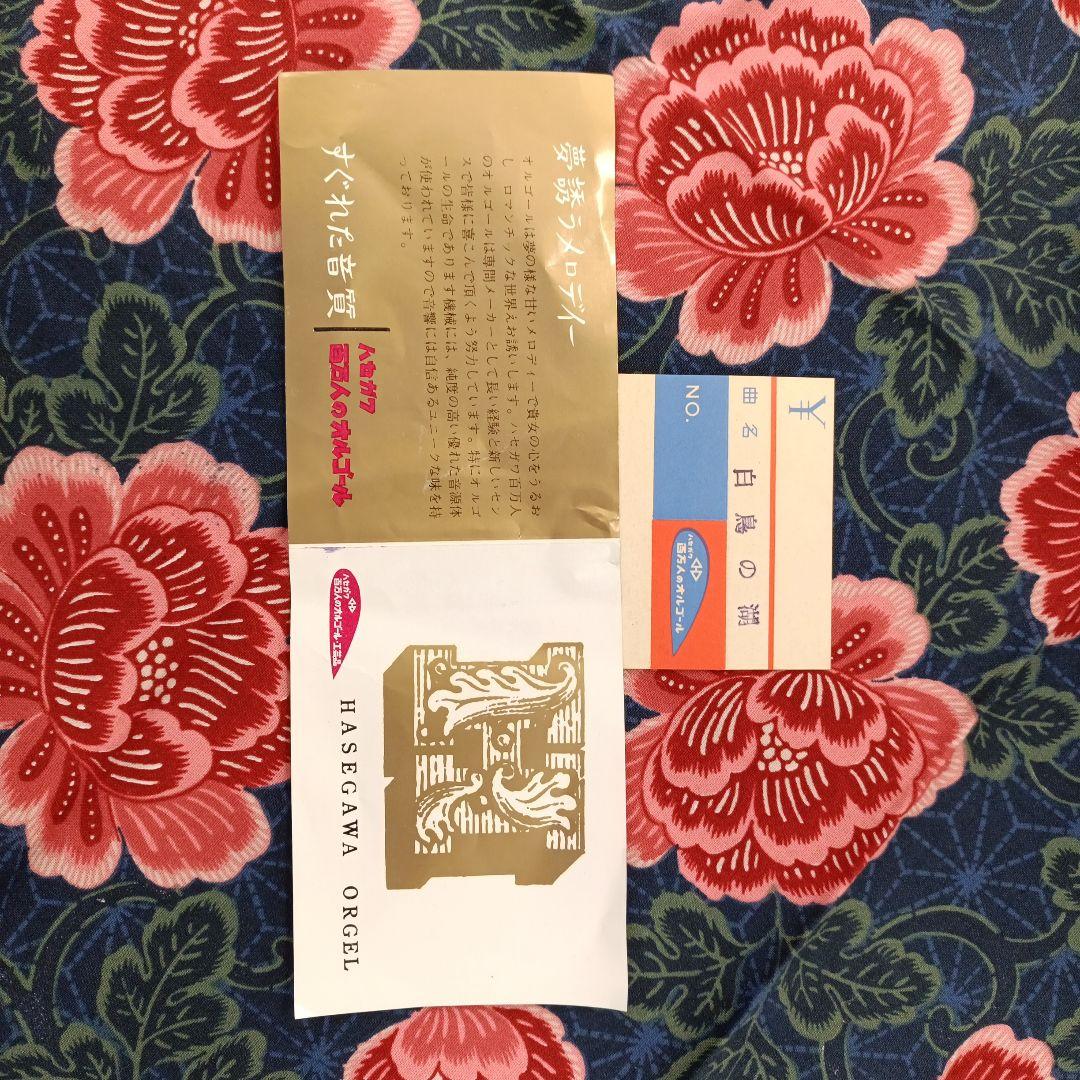 夢誘うメロディー
オルゴールは夢の様な甘いメロディーで貴女の心をうるお
し、ロマンチックな世界えお誘いします。ハセガワ百万人
のオルゴールは専門メーカーとして長い経験と新しいセン
スで皆様に喜こんで頂くよう努力しています。特にオルゴ
ールの生命であります機械には、純度の高い優れた音源体
が使われていますので音響には自信あるユニークな味を持
っております。
すぐれた音質
ハセガワ
百万人のオルゴール
ハセガワ
百万人のオルゴール・工芸品
HASEGAWA ORGEL
¥
曲名 白鳥の湖
NO.
ハセガワ
百万人のオルゴール